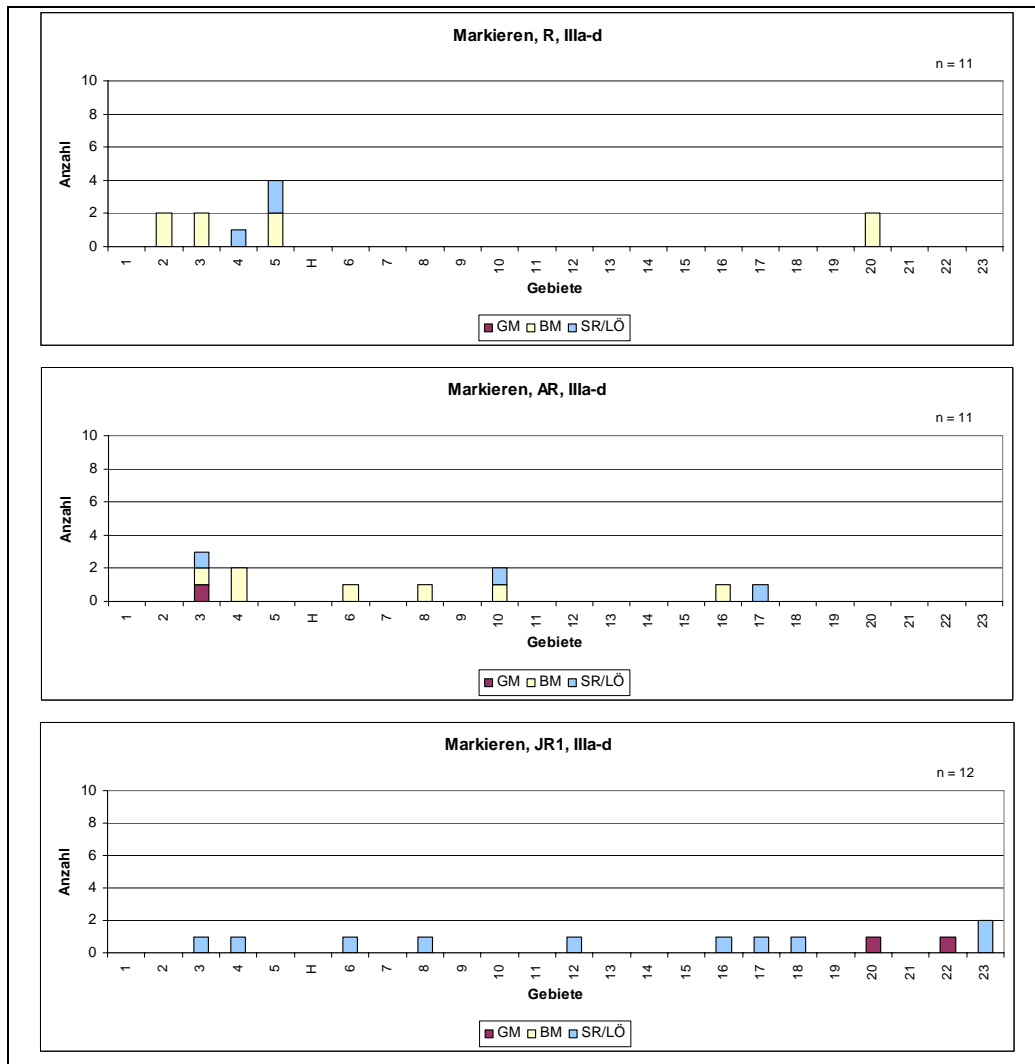 Markieren, R, IIIa-d
n = 11
10
8
6
4
2
0
Anzahl
1 2 3 4 5 H 6 7 8 9 10 11 12 13 14 15 16 17 18 19 20 21 22 23
Gebiete
GM BM SR/LÖ
Markieren, AR, IIIa-d
n = 11
10
8
6
4
2
0
Anzahl
1 2 3 4 5 H 6 7 8 9 10 11 12 13 14 15 16 17 18 19 20 21 22 23
Gebiete
GM BM SR/LÖ
Markieren, JR1, IIIa-d
n = 12
10
8
6
4
2
0
Anzahl
1 2 3 4 5 H 6 7 8 9 10 11 12 13 14 15 16 17 18 19 20 21 22 23
Gebiete
GM BM SR/LÖ